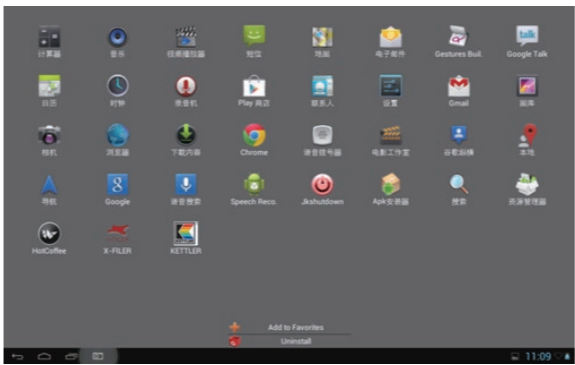 计算器
音乐
视频播放器
短信
地图
电子邮件
Gestures Buil.
Google Talk
日历
时钟
录音机
Play 商店
联系人
设置
Gmail
图库
相机
浏览器
下载内容
Chrome
语音拨号器
电影工作室
谷歌纵横
本地
导航
Google
语音搜索
Speech Reco.
Jkshutdown
Apk安装器
搜索
资源管理器
HotCoffee
X-FILER
KETTLER
Add to Favorites
Uninstall
11:09